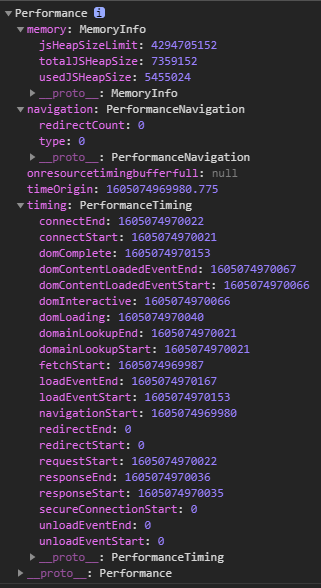 Performance i
memory: MemoryInfo
jsHeapSizeLimit: 4294705152
totalJSHeapSize: 7359152
usedJSHeapSize: 5455024
__proto__: MemoryInfo
navigation: PerformanceNavigation
redirectCount: 0
type: 0
__proto__: PerformanceNavigation
onresourcetimingbufferfull: null
timeOrigin: 1605074969980.775
timing: PerformanceTiming
connectEnd: 1605074970022
connectStart: 1605074970021
domComplete: 1605074970153
domContentLoadedEventEnd: 1605074970067
domContentLoadedEventStart: 1605074970066
domInteractive: 1605074970066
domLoading: 1605074970040
domainLookupEnd: 1605074970021
domainLookupStart: 1605074970021
fetchStart: 1605074969987
loadEventEnd: 1605074970167
loadEventStart: 1605074970153
navigationStart: 1605074969980
redirectEnd: 0
redirectStart: 0
requestStart: 1605074970022
responseEnd: 1605074970036
responseStart: 1605074970035
secureConnectionStart: 0
unloadEventEnd: 0
unloadEventStart: 0
__proto__: PerformanceTiming
__proto__: Performance